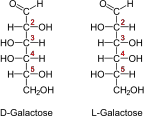 O H O H
H 2 OH HO 2 H
HO 3 H H 3 OH
HO 4 H H 4 OH
H 5 OH HO 5 H
CH₂OH CH₂OH
D-Galactose L-Galactose